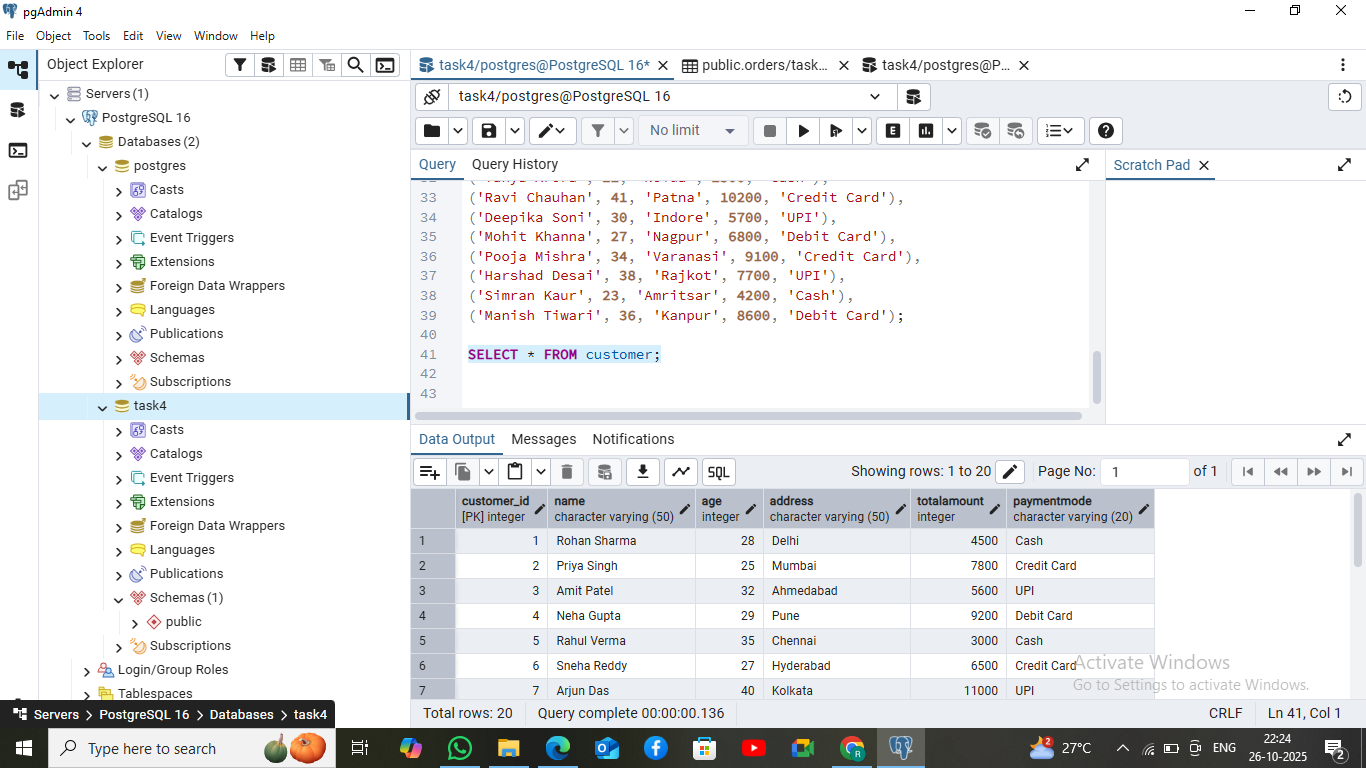 pgAdmin 4
File Object Tools Edit View Window Help
Object Explorer
task4/postgres@PostgreSQL 16*
public.orders/task...
task4/postgres@P...
Servers (1)
PostgreSQL 16
Databases (2)
postgres
Casts
Catalogs
Event Triggers
Extensions
Foreign Data Wrappers
Languages
Publications
Schemas
Subscriptions
task4
Casts
Catalogs
Event Triggers
Extensions
Foreign Data Wrappers
Languages
Publications
Schemas (1)
public
Subscriptions
Login/Group Roles
Tablespaces
Servers > PostgreSQL 16 > Databases > task4
task4/postgres@PostgreSQL 16
No limit
E
Query Query History
Scratch Pad
33 ('Ravi Chauhan', 41, 'Patna', 10200, 'Credit Card'),
34 ('Deepika Soni', 30, 'Indore', 5700, 'UPI'),
35 ('Mohit Khanna', 27, 'Nagpur', 6800, 'Debit Card'),
36 ('Pooja Mishra', 34, 'Varanasi', 9100, 'Credit Card'),
37 ('Harshad Desai', 38, 'Rajkot', 7700, 'UPI'),
38 ('Simran Kaur', 23, 'Amritsar', 4200, 'Cash'),
39 ('Manish Tiwari', 36, 'Kanpur', 8600, 'Debit Card');
40
41 SELECT * FROM customer;
42
43
Data Output Messages Notifications
SQL
Showing rows: 1 to 20
Page No: 1 of 1
customer_id name age address totalamount paymentmode
[PK] integer character varying (50) integer character varying (50) integer character varying (20)
1 1 Rohan Sharma 28 Delhi 4500 Cash
2 2 Priya Singh 25 Mumbai 7800 Credit Card
3 3 Amit Patel 32 Ahmedabad 5600 UPI
4 4 Neha Gupta 29 Pune 9200 Debit Card
5 5 Rahul Verma 35 Chennai 3000 Cash
6 6 Sneha Reddy 27 Hyderabad 6500 Credit Card
7 7 Arjun Das 40 Kolkata 11000 UPI
Activate Windows
Go to Settings to activate Windows.
Total rows: 20 Query complete 00:00:00.136 CRLF Ln 41, Col 1
Type here to search
2
27°C
ENG
22:24
26-10-2025
2